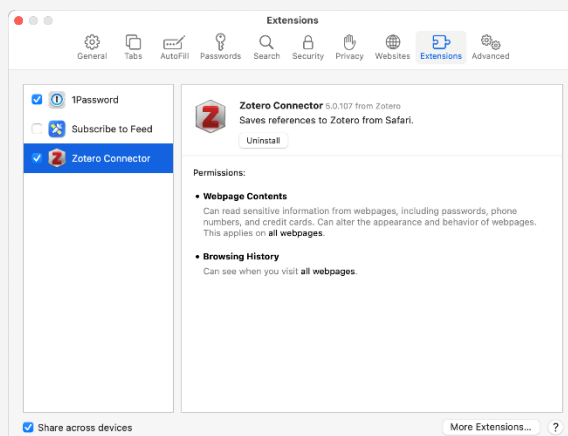 Extensions
General Tabs AutoFill Passwords Search Security Privacy Websites Extensions Advanced
1Password
Subscribe to Feed
Zotero Connector
Z
Zotero Connector 5.0.107 from Zotero
Saves references to Zotero from Safari.
Uninstall
Permissions:
• Webpage Contents
Can read sensitive information from webpages, including passwords, phone
numbers, and credit cards. Can alter the appearance and behavior of webpages.
This applies on all webpages.
• Browsing History
Can see when you visit all webpages.
Share across devices
More Extensions... ?